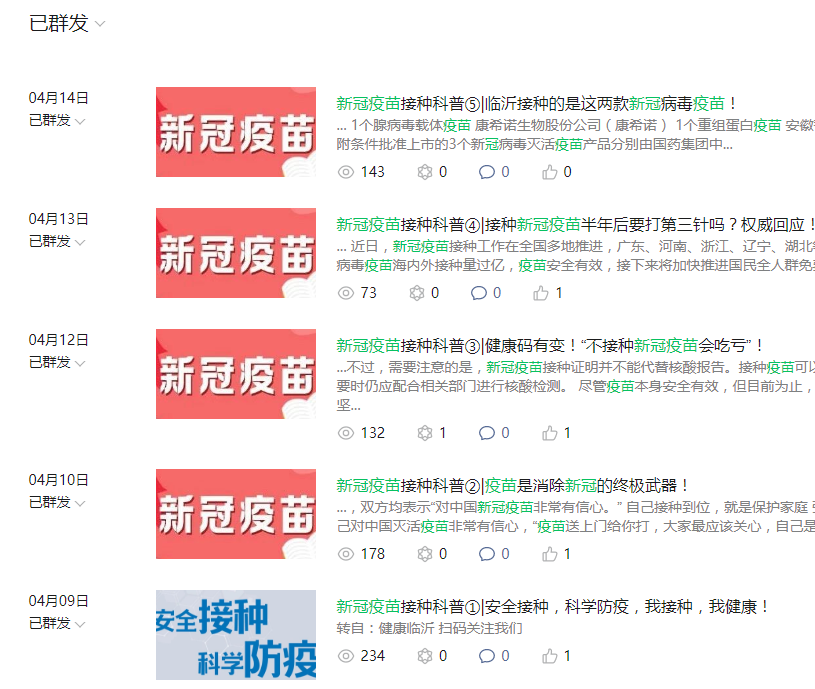 已群发
04月14日
已群发
新冠疫苗
新冠疫苗接种科普⑤|临沂接种的是这两款新冠病毒疫苗！
... 1个腺病毒载体疫苗 康希诺生物股份公司（康希诺） 1个重组蛋白疫苗 安徽
附条件批准上市的3个新冠病毒灭活疫苗产品分别由国药集团中...
143 0 0 0
04月13日
已群发
新冠疫苗
新冠疫苗接种科普④|接种新冠疫苗半年后要打第三针吗？权威回应！
... 近日，新冠疫苗接种工作在全国多地推进，广东、河南、浙江、辽宁、湖北
病毒疫苗海内外接种量过亿，疫苗安全有效，接下来将加快推进国民全人群免
73 0 0 1
04月12日
已群发
新冠疫苗
新冠疫苗接种科普③|健康码有变！“不接种新冠疫苗会吃亏”！
...不过，需要注意的是，新冠疫苗接种证明并不能代替核酸报告。接种疫苗可
要时仍应配合相关部门进行核酸检测。 尽管疫苗本身安全有效，但目前为止，
坚...
132 1 0 1
04月10日
已群发
新冠疫苗
新冠疫苗接种科普②|疫苗是消除新冠的终极武器！
...，双方均表示“对中国新冠疫苗非常有信心。” 自己接种到位，就是保护家庭
己对中国灭活疫苗非常有信心，“疫苗送上门给你打，大家最应该关心，自己是
178 0 0 1
04月09日
已群发
安全接种
科学防疫
新冠疫苗接种科普①|安全接种，科学防疫，我接种，我健康！
转自：健康临沂 扫码关注我们
234 0 0 1